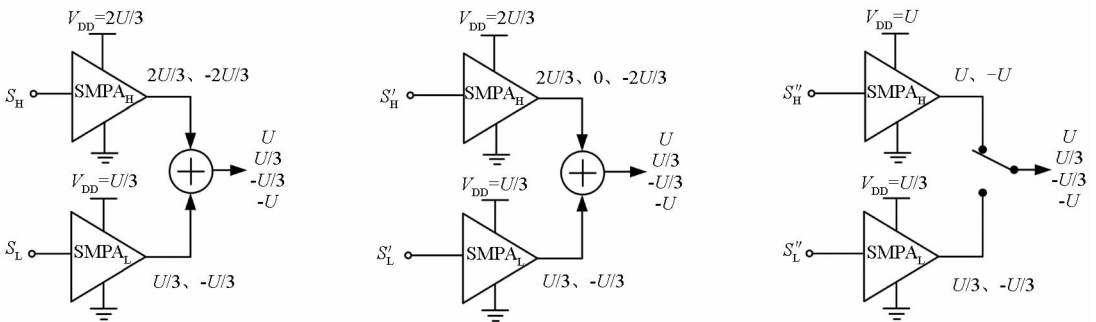 V_DD=2U/3
S_H
SMPA_H
2U/3、-2U/3
V_DD=U/3
S_L
SMPA_L
U/3、-U/3
U
U/3
-U/3
-U
V_DD=2U/3
S'_H
SMPA_H
2U/3、0、-2U/3
V_DD=U/3
S'_L
SMPA_L
U/3、-U/3
U
U/3
-U/3
-U
V_DD=U
S''_H
SMPA_H
U、-U
V_DD=U/3
S''_L
SMPA_L
U/3、-U/3
U
U/3
-U/3
-U